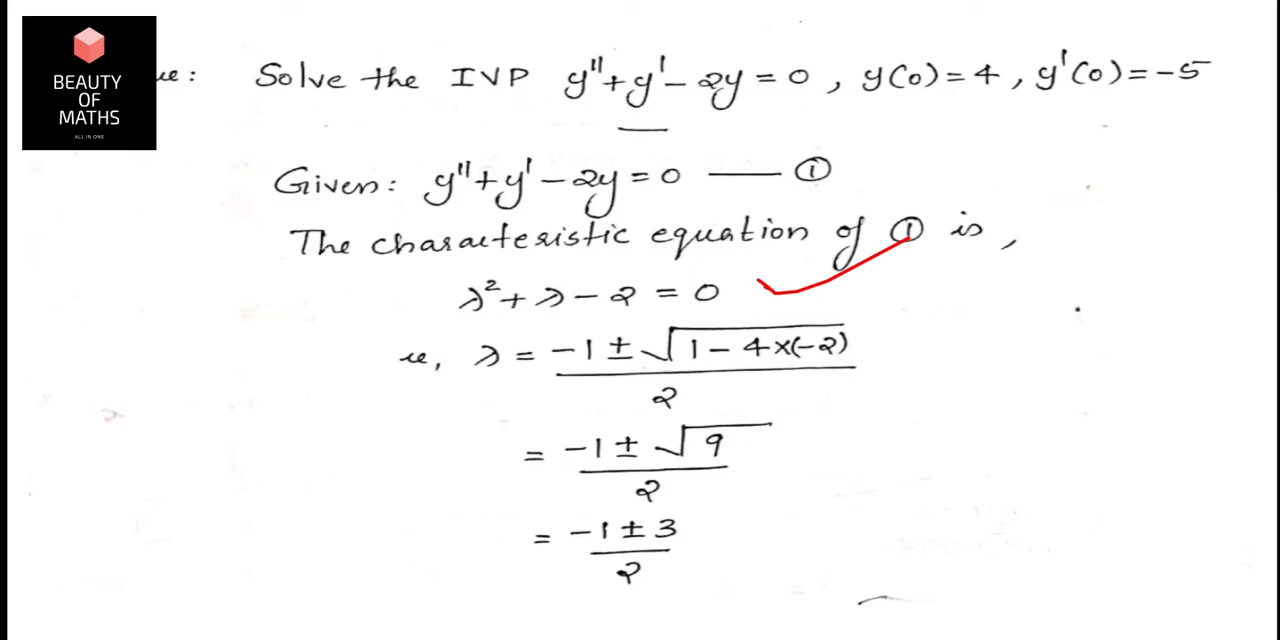 BEAUTY
OF
MATHS
ALL IN ONE
Solve the IVP y''+y'-2y=0, y(0)=4, y'(0)=-5
Given: y''+y'-2y=0 —— ①
The characteristic equation of ① is,
λ²+λ-2=0
ie, λ = (-1 ± √(1-4×(-2)))/2
= (-1 ± √9)/2
= (-1 ± 3)/2